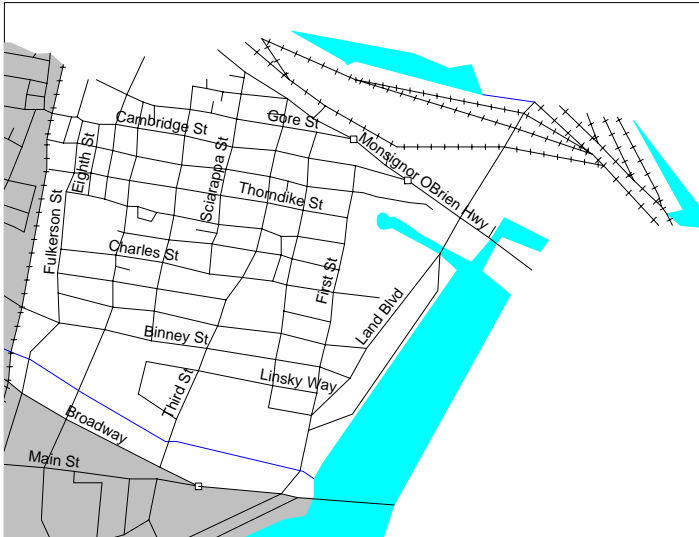 Cambridge St
Gore St
Monsignor OBrien Hwy
Eighth St
Sciarappa St
Thorndike St
Fulkerson St
Charles St
First St
Land Blvd
Binney St
Linsky Way
Third St
Broadway
Main St